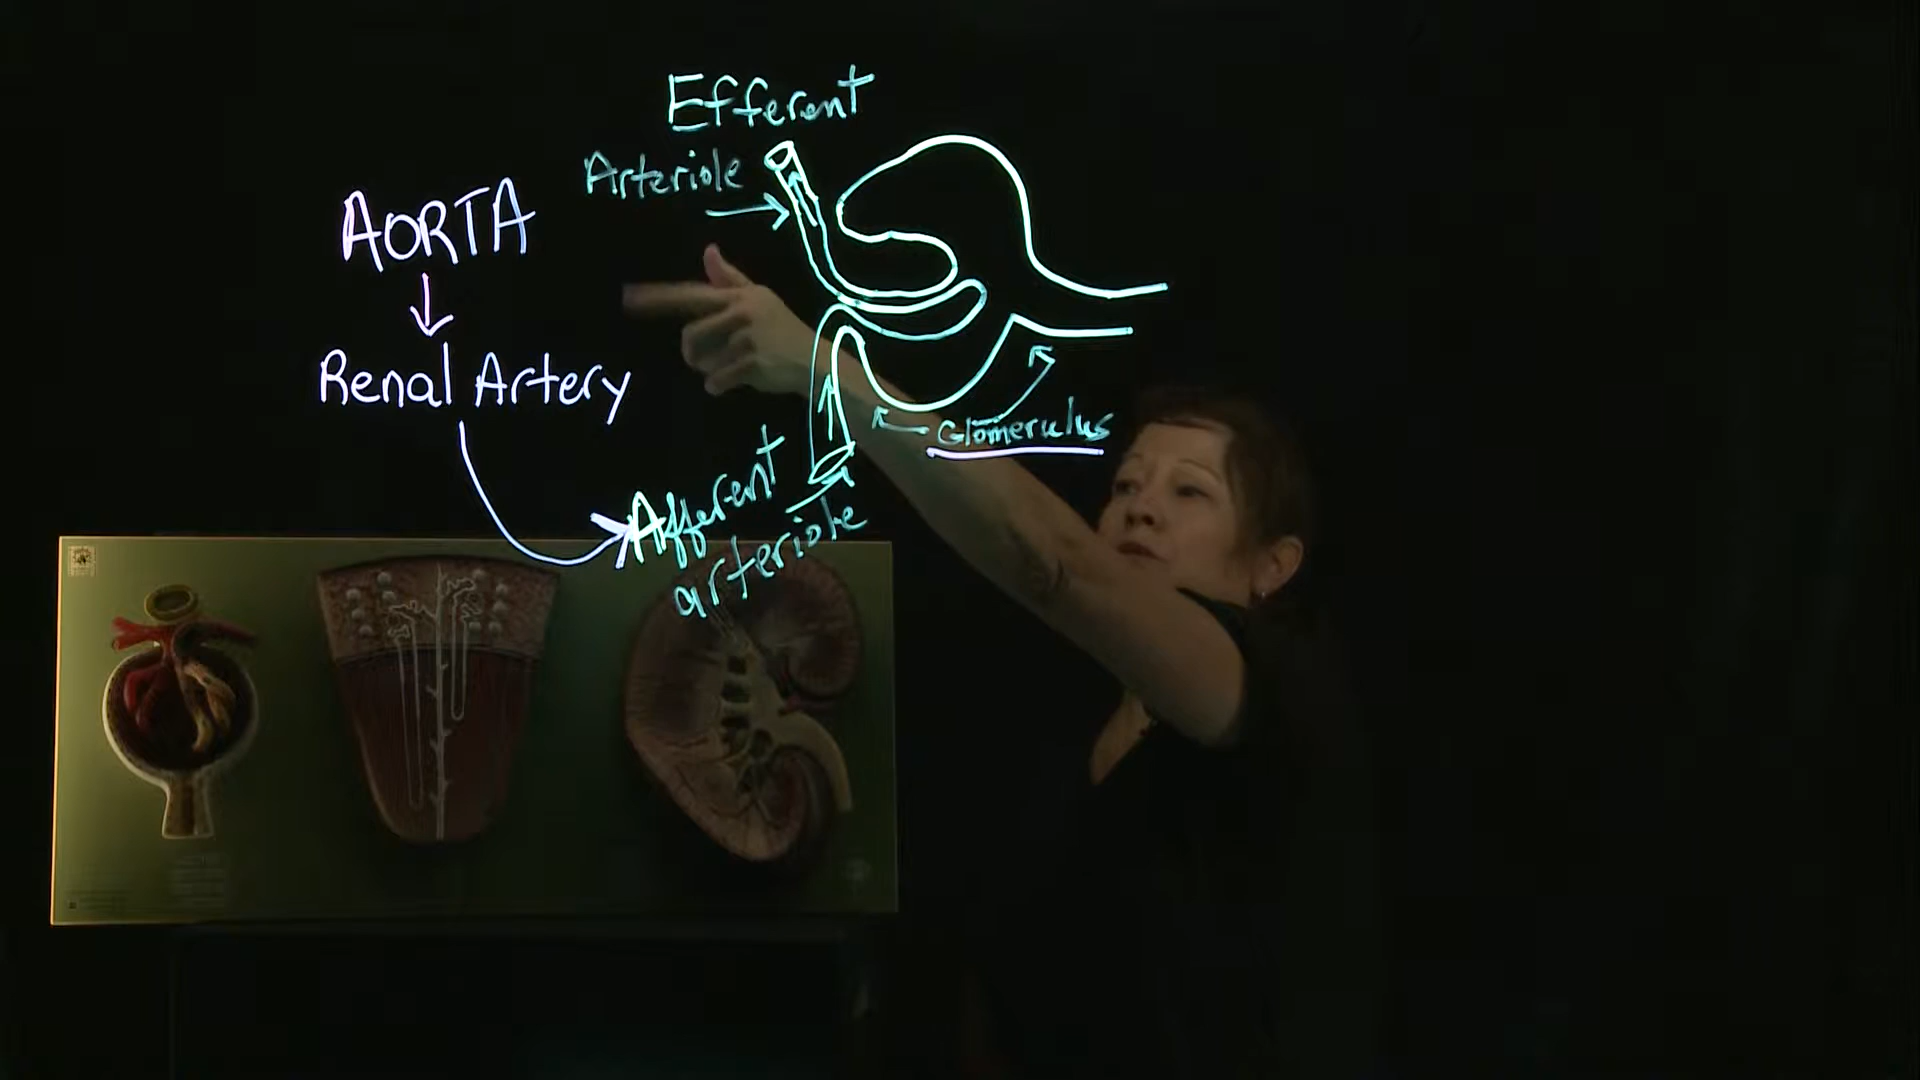 Efferent
Arteriole
AORTA
Renal Artery
Glomerulus
Afferent
arteriole